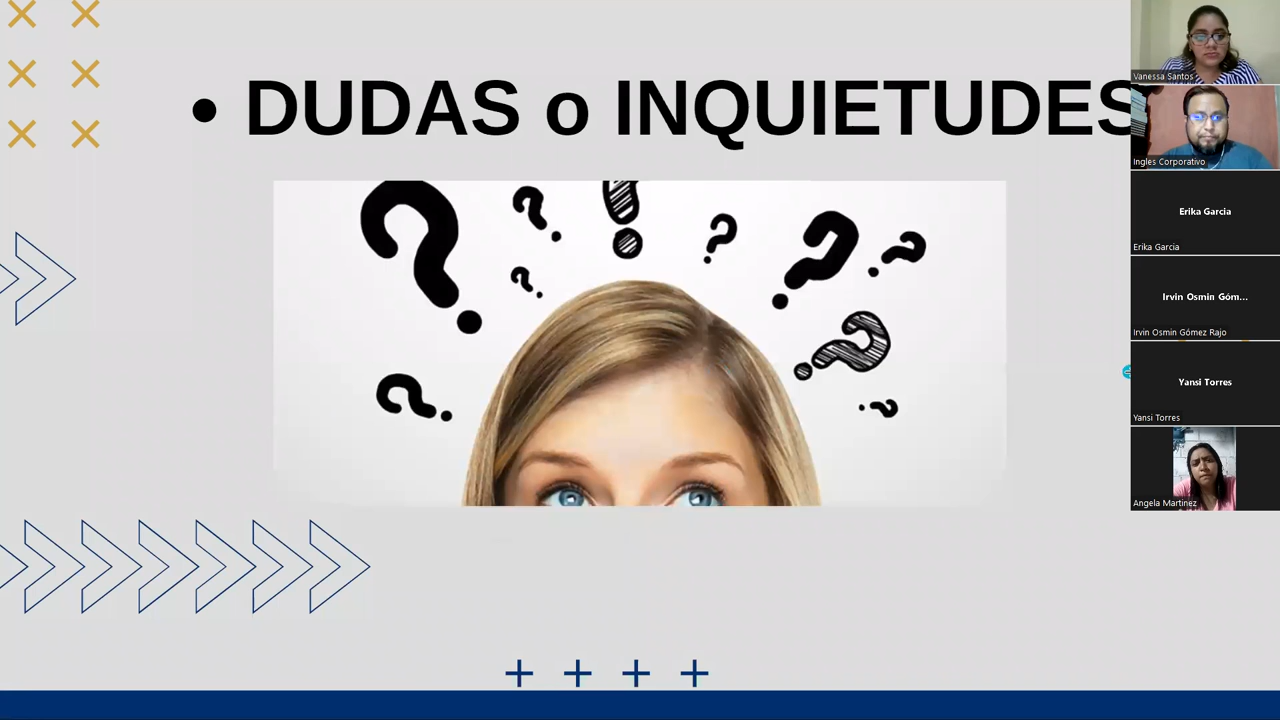 • DUDAS o INQUIETUDES
Vanessa Santos
Ingles Corporativo
Erika Garcia
Erika Garcia
Irvin Osmin Góm...
Irvin Osmin Gómez Rajo
Yansi Torres
Yansi Torres
Angela Martinez